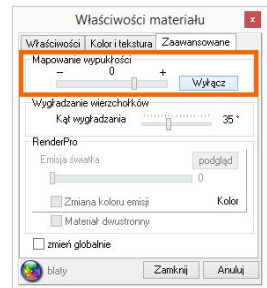 Właściwości materiału
x
Właściwości Kolor i tekstura Zaawansowane
Mapowanie wypukłości
– 0 +
Wyłącz
Wygładzanie wierzchołków
Kąt wygładzania 35 °
RenderPro
Emisja światła podgląd
0
Zmiana koloru emisji Kolor
Materiał dwustronny
zmień globalnie
blaty Zamknij Anuluj